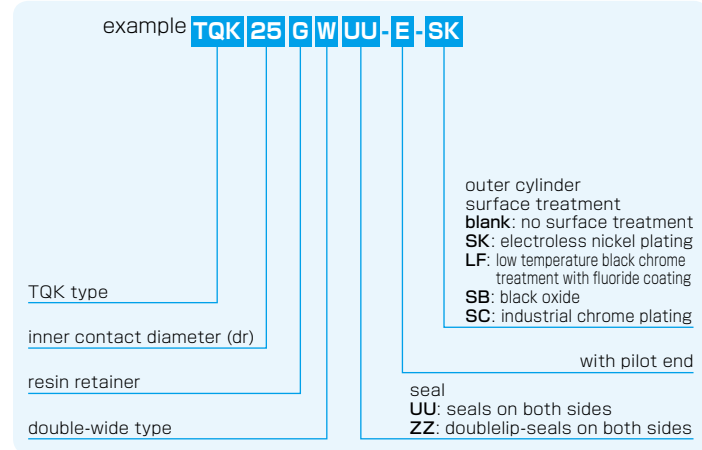 example TQK 25 G W UU - E - SK
outer cylinder
surface treatment
blank: no surface treatment
SK: electroless nickel plating
LF: low temperature black chrome
treatment with fluoride coating
SB: black oxide
SC: industrial chrome plating
TQK type
inner contact diameter (dr)
with pilot end
resin retainer
seal
UU: seals on both sides
ZZ: doublelip-seals on both sides
double-wide type